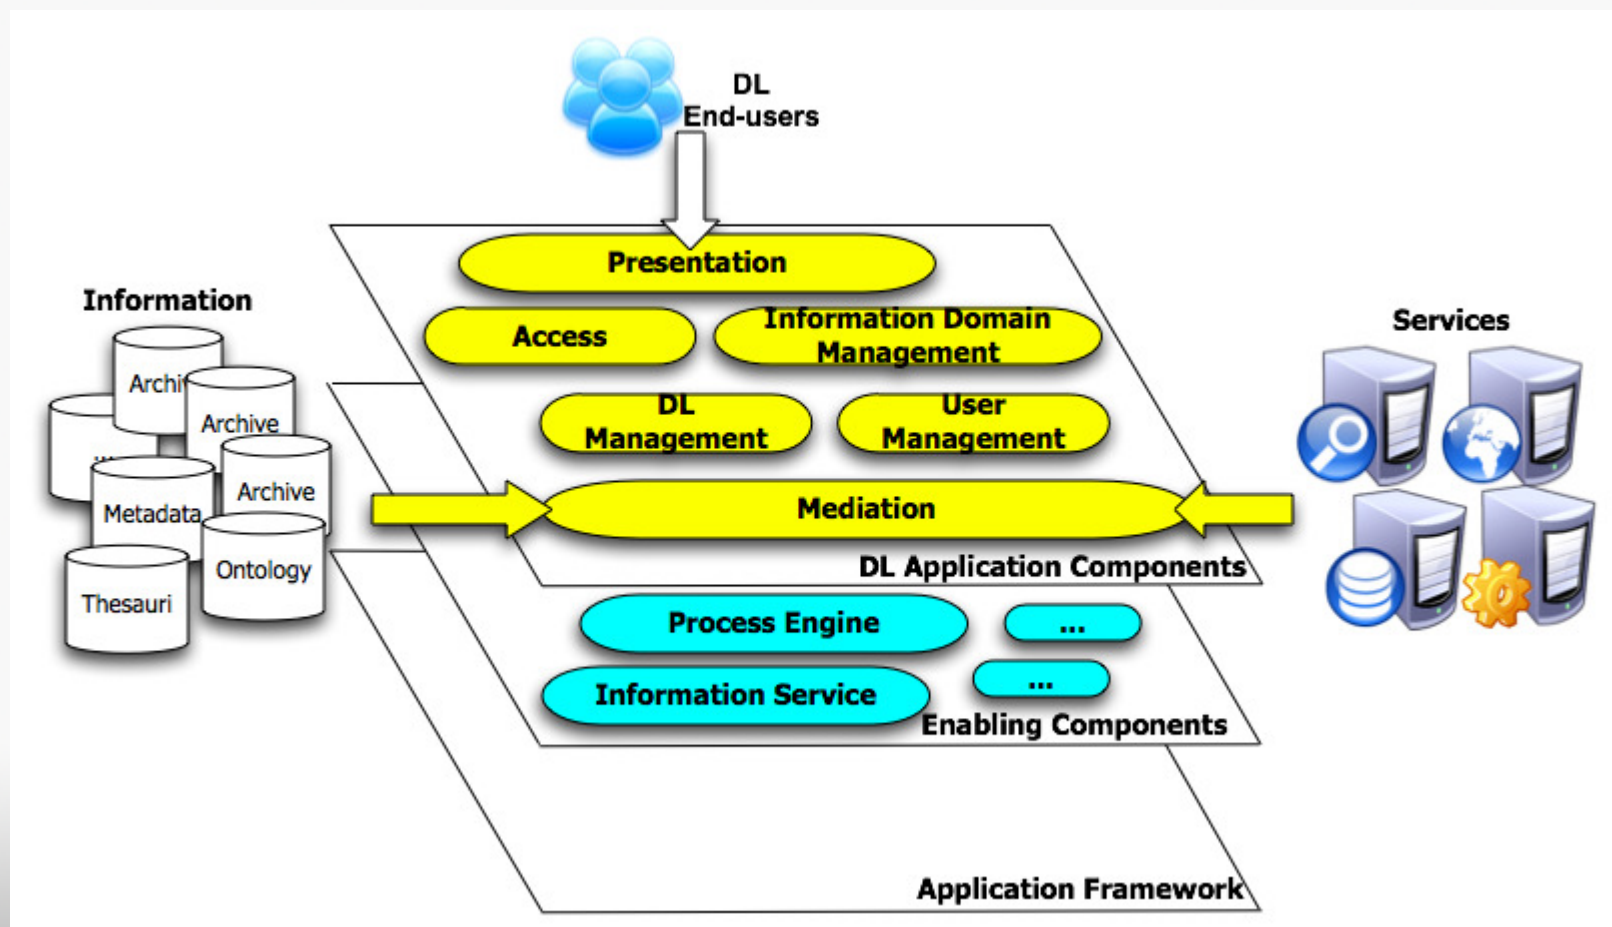 DL
End-users
Presentation
Information
Access
Information Domain
Management
Services
Archive
Archive
DL
Management
User
Management
...
Archive
Metadata
Mediation
Ontology
DL Application Components
Thesauri
Process Engine
...
Information Service
...
Enabling Components
Application Framework